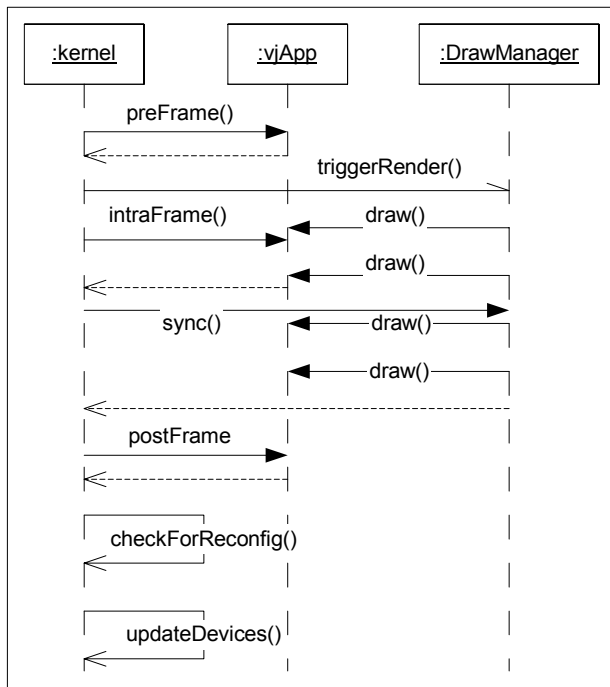 :kernel
:vjApp
:DrawManager
preFrame()
triggerRender()
intraFrame()
draw()
draw()
sync()
draw()
draw()
postFrame
checkForReconfig()
updateDevices()